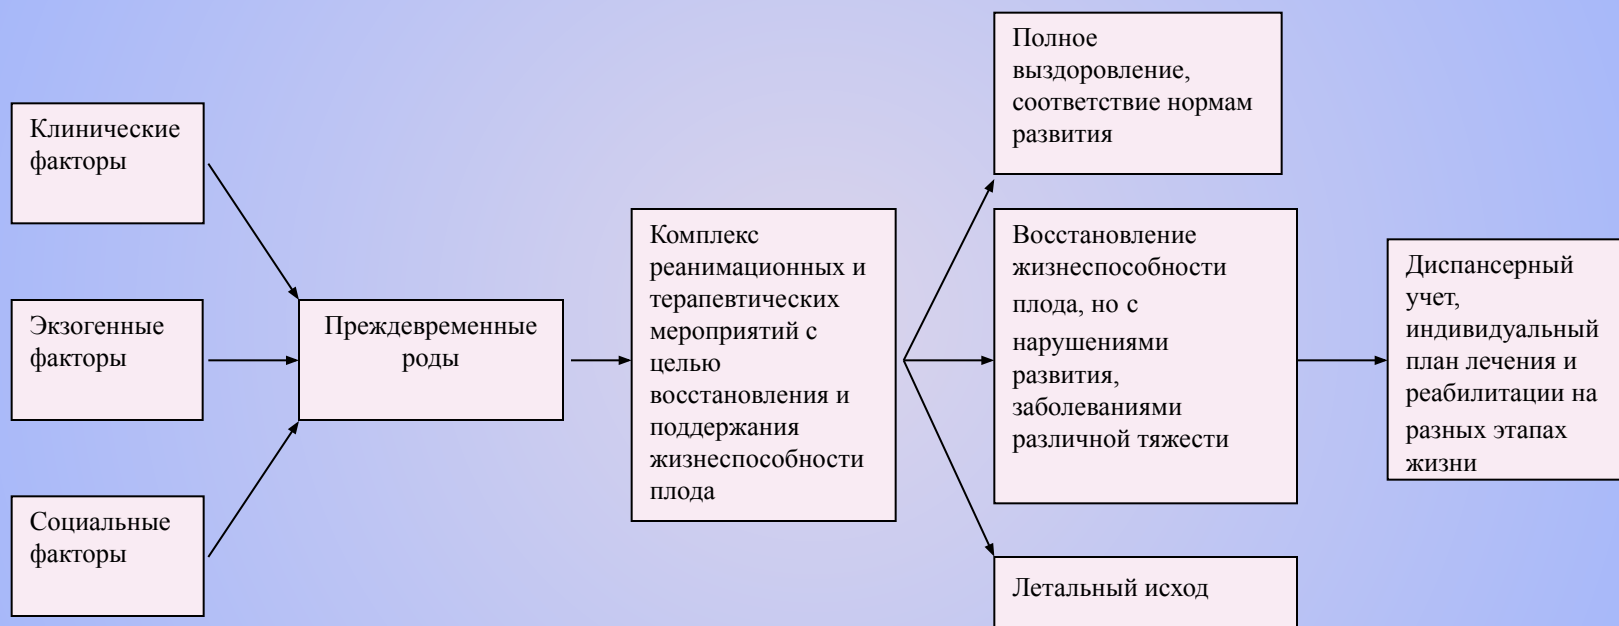 Клинические
факторы
Экзогенные
факторы
Социальные
факторы
Преждевременные
роды
Комплекс
реанимационных и
терапевтических
мероприятий с
целью
восстановления и
поддержания
жизнеспособности
плода
Полное
выздоровление,
соответствие нормам
развития
Восстановление
жизнеспособности
плода, но с
нарушениями
развития,
заболеваниями
различной тяжести
Летальный исход
Диспансерный
учет,
индивидуальный
план лечения и
реабилитации на
разных этапах
жизни